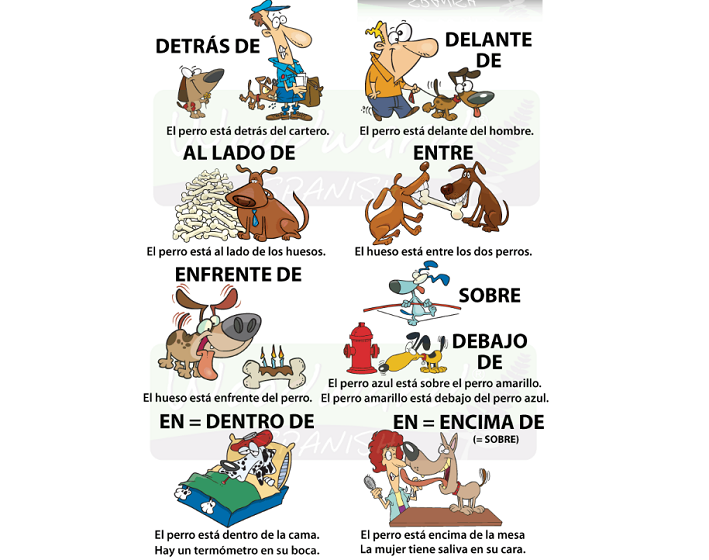 DETRÁS DE
El perro está detrás del cartero.
DELANTE
DE
El perro está delante del hombre.
AL LADO DE
El perro está al lado de los huesos.
ENTRE
El hueso está entre los dos perros.
ENFRENTE DE
El hueso está enfrente del perro.
SOBRE
DEBAJO
DE
El perro azul está sobre el perro amarillo.
El perro amarillo está debajo del perro azul.
EN = DENTRO DE
El perro está dentro de la cama.
Hay un termómetro en su boca.
EN = ENCIMA DE
(= SOBRE)
El perro está encima de la mesa
La mujer tiene saliva en su cara.